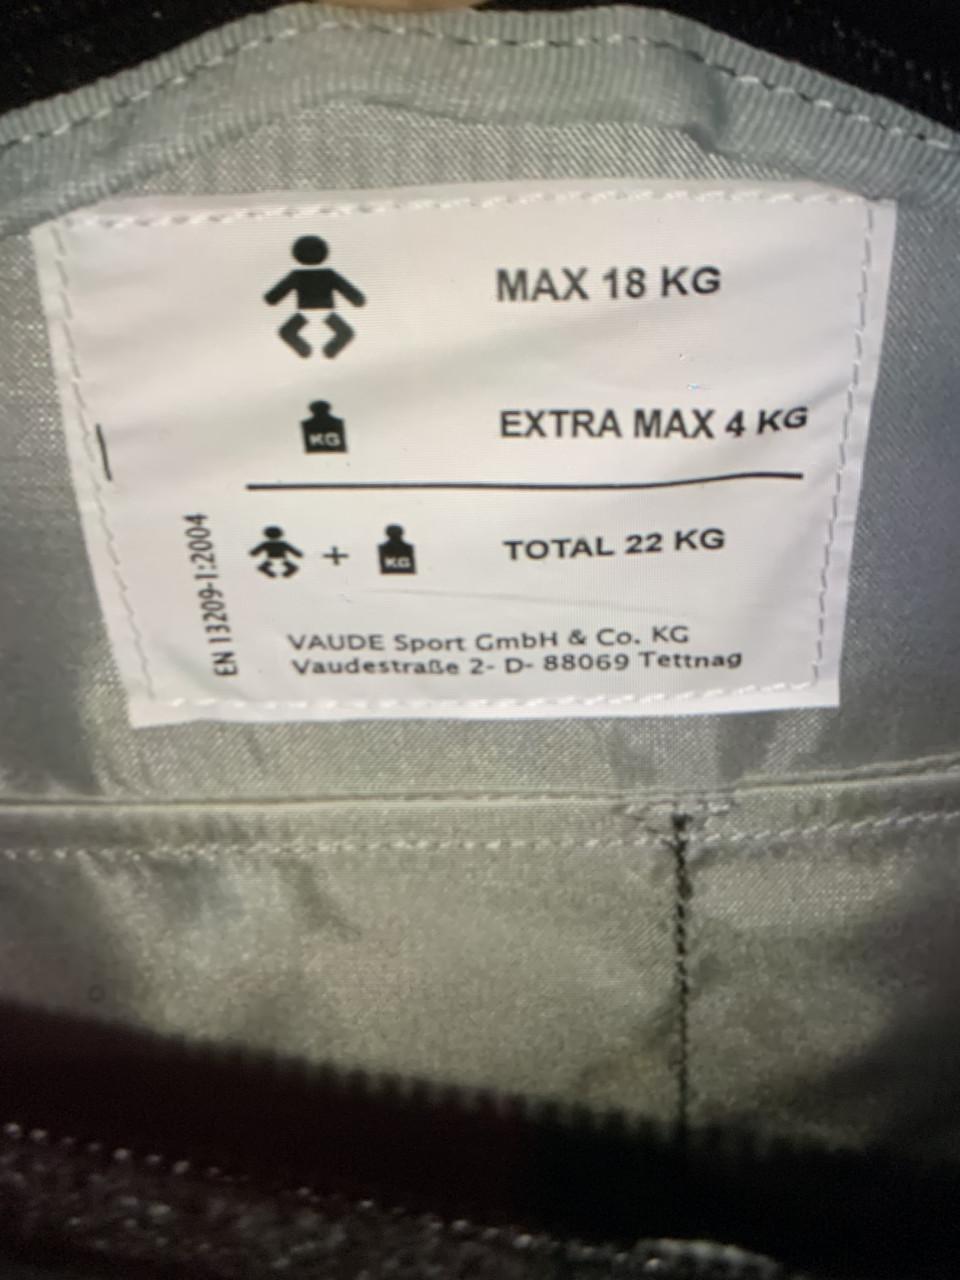 MAX 18 KG
KG
EXTRA MAX 4 KG
KG
TOTAL 22 KG
EN 13209-1:2004
VAUDE Sport GmbH & Co. KG
Vaudestraße 2- D- 88069 Tettnag